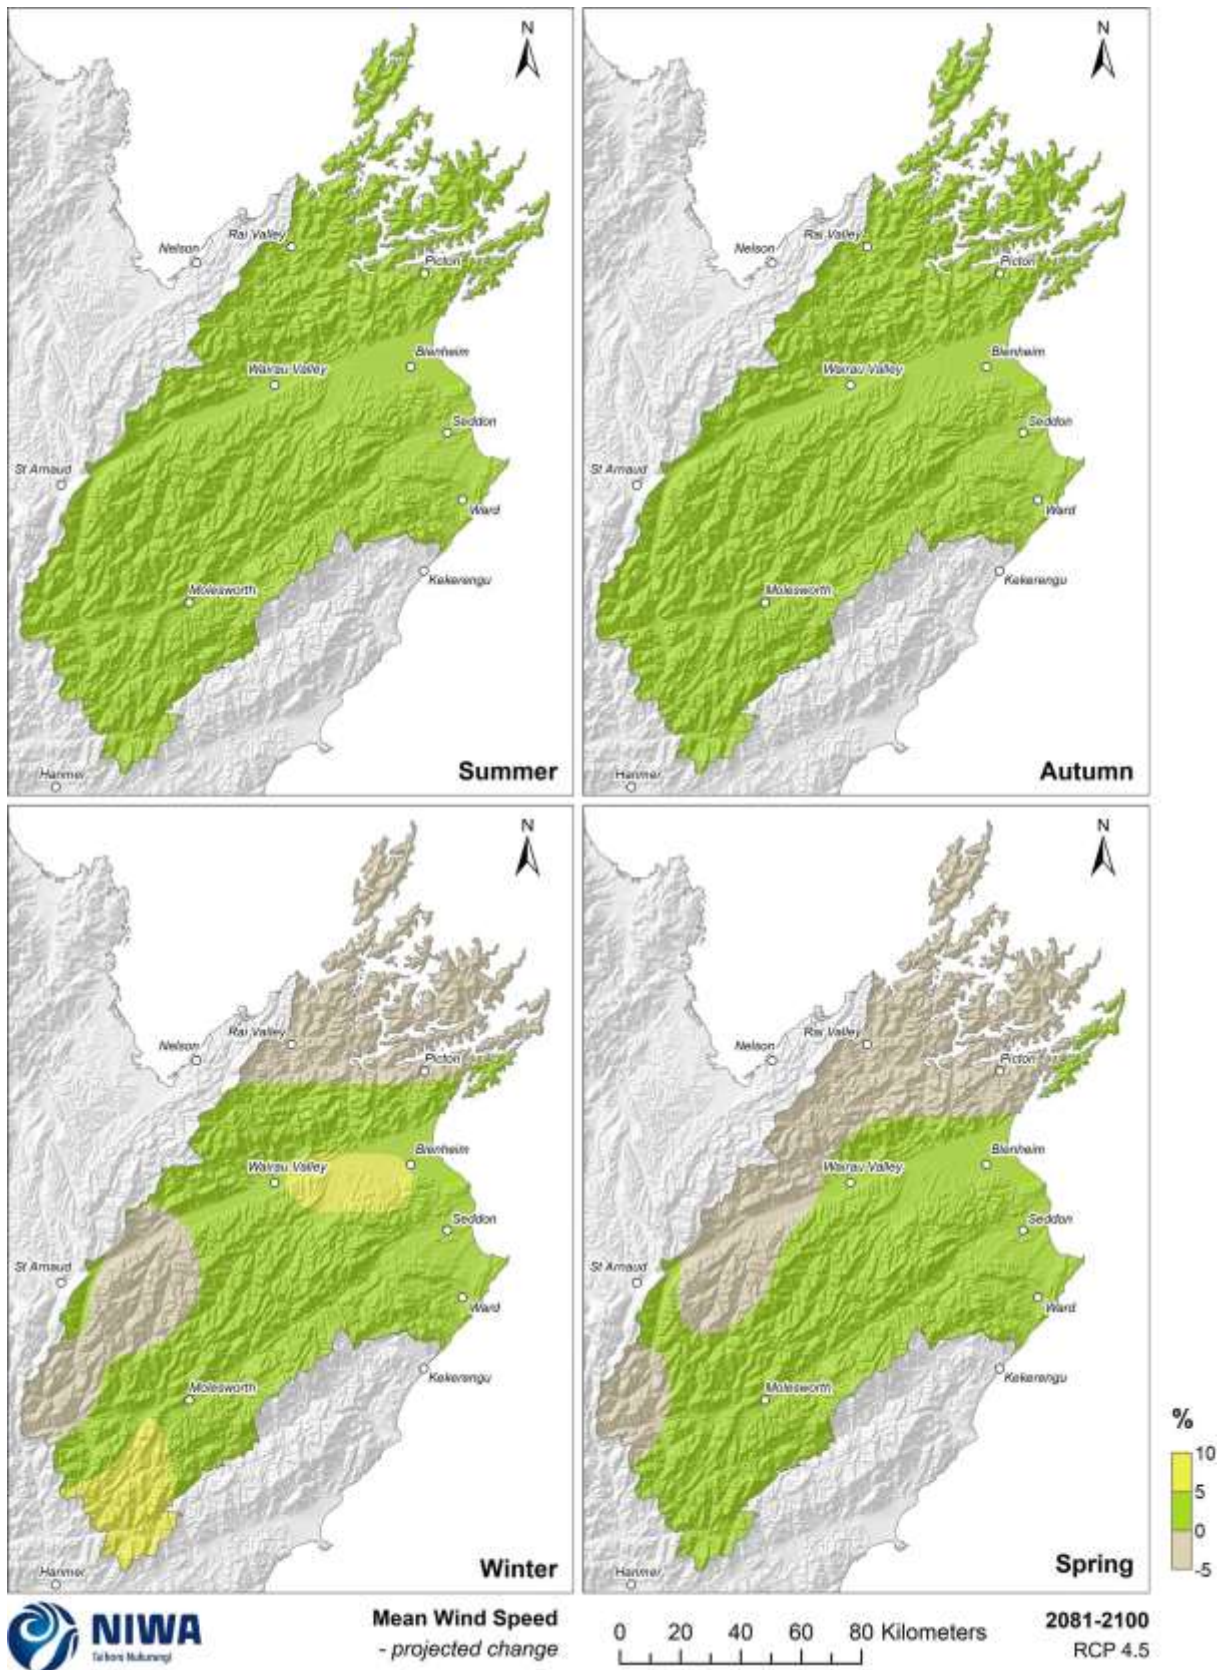 N
Rai Valley
Nelson
Picton
Blenheim
Wairau Valley
Seddon
St Arnaud
Ward
Kekerengu
Molesworth
Hanmer
Summer
N
Rai Valley
Nelson
Picton
Blenheim
Wairau Valley
Seddon
St Arnaud
Ward
Kekerengu
Molesworth
Hanmer
Autumn
N
Rai Valley
Nelson
Picton
Blenheim
Wairau Valley
Seddon
St Arnaud
Ward
Kekerengu
Molesworth
Hanmer
Winter
N
Rai Valley
Nelson
Picton
Blenheim
Wairau Valley
Seddon
St Arnaud
Ward
Kekerengu
Molesworth
Hanmer
Spring
%
10
5
0
-5
NIWA
Taihoro Nukurangi
Mean Wind Speed
- projected change
0 20 40 60 80 Kilometers
2081-2100
RCP 4.5